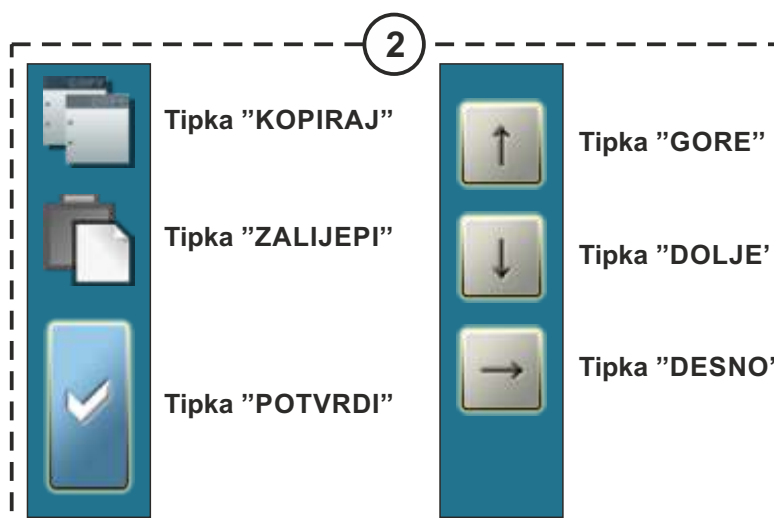 2
Tipka ”KOPIRAJ”
Tipka ”ZALIJEPI”
Tipka ”POTVRDI”
Tipka ”GORE”
Tipka ”DOLJE’
Tipka ”DESNO”